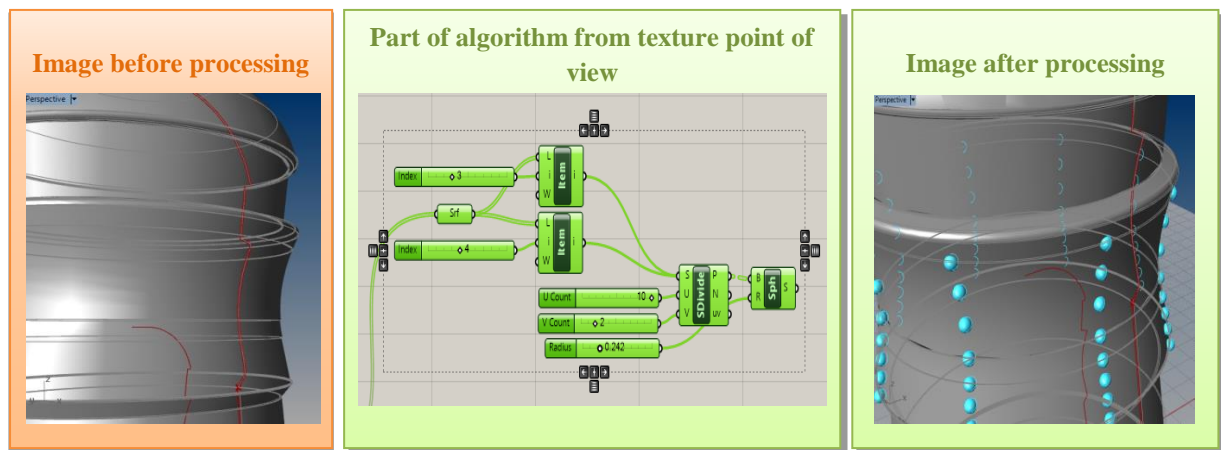 Image before processing
Perspective
Part of algorithm from texture point of
view
Index 3
L
i
W
Item
i
Srf
Index 4
L
i
W
Item
i
U Count 10
V Count 2
Radius 0.242
S
U
V
SDivide
P
N
uv
B
R
Sph
S
Image after processing
Perspective